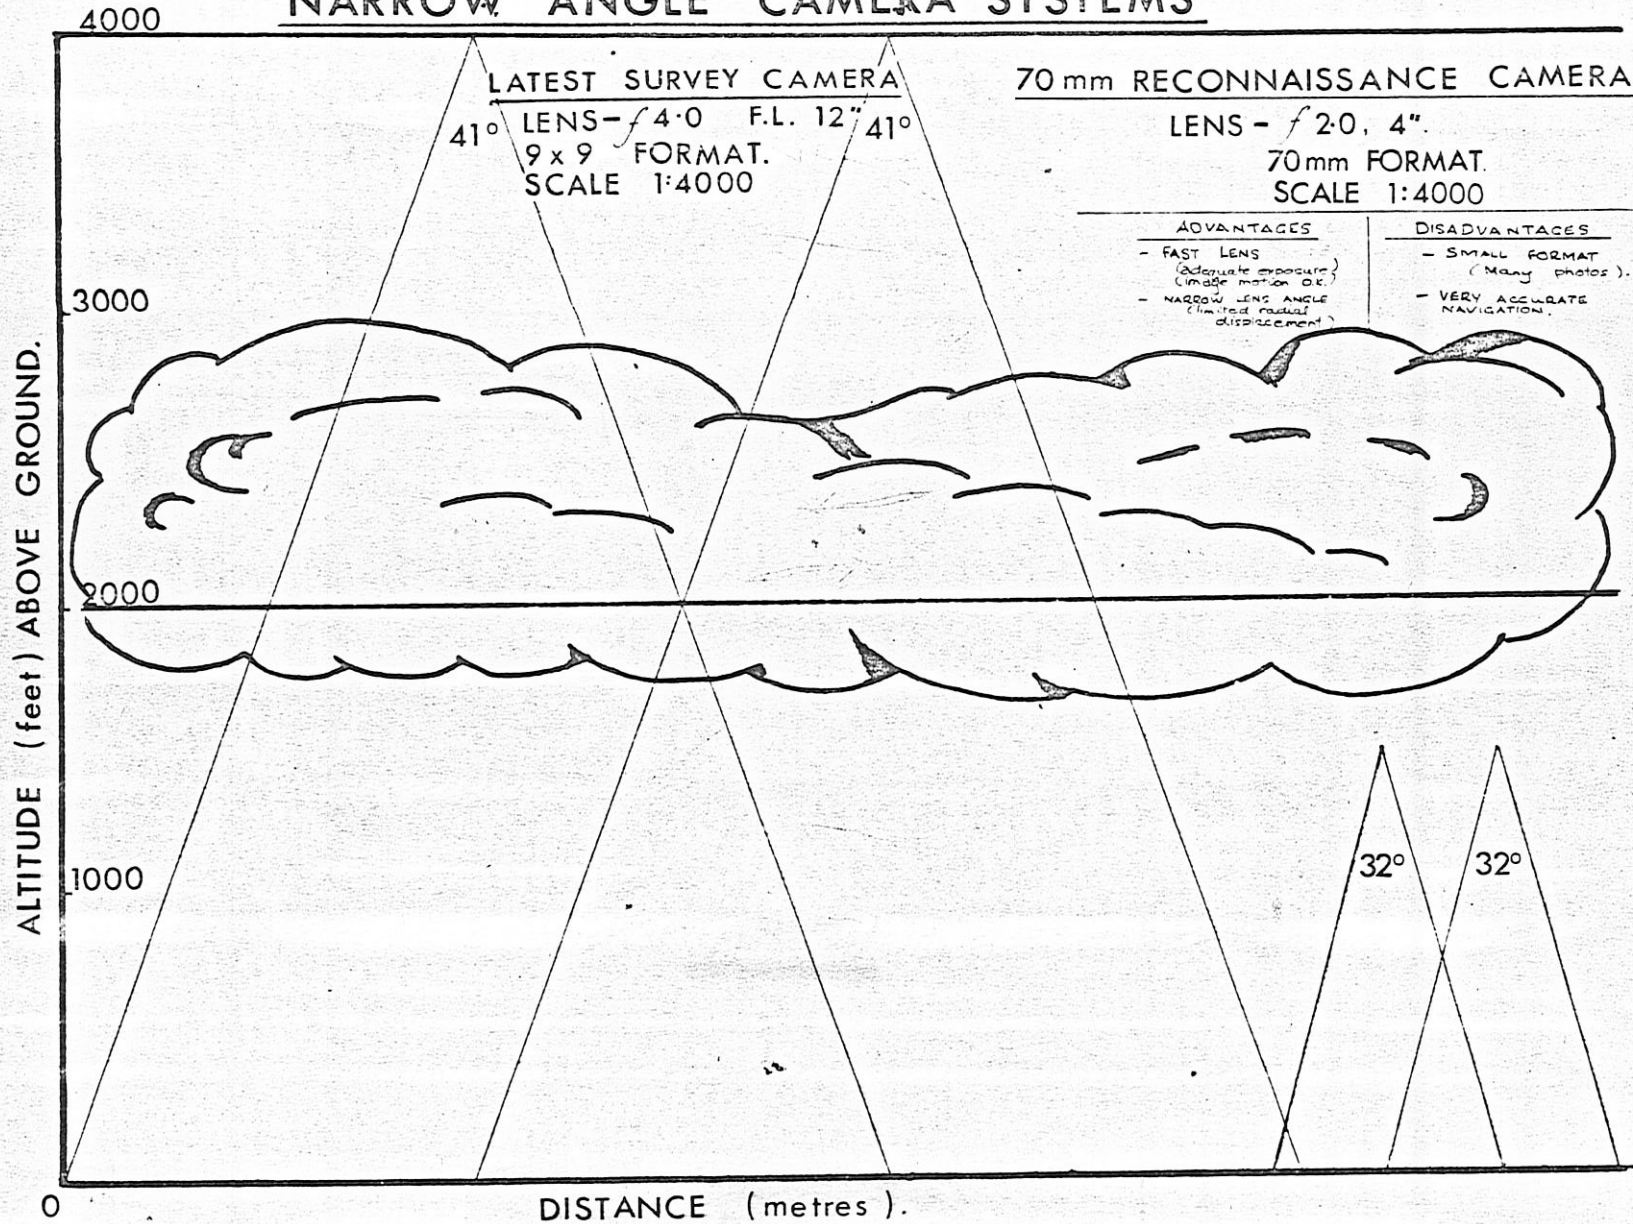 NARROW ANGLE CAMERA SYSTEMS
4000
LATEST SURVEY CAMERA
LENS- f 4·0 F.L. 12"
9 x 9 FORMAT.
SCALE 1:4000
41°
41°
70 mm RECONNAISSANCE CAMERA
LENS - f 2·0, 4".
70mm FORMAT.
SCALE 1:4000
ADVANTAGES
- FAST LENS
(adequate exposure)
(image motion O.K.)
- NARROW LENS ANGLE
(limited radial
displacement)
DISADVANTAGES
- SMALL FORMAT
(Many photos).
- VERY ACCURATE
NAVIGATION.
3000
2000
1000
32°
32°
ALTITUDE (feet) ABOVE GROUND.
0
DISTANCE (metres).